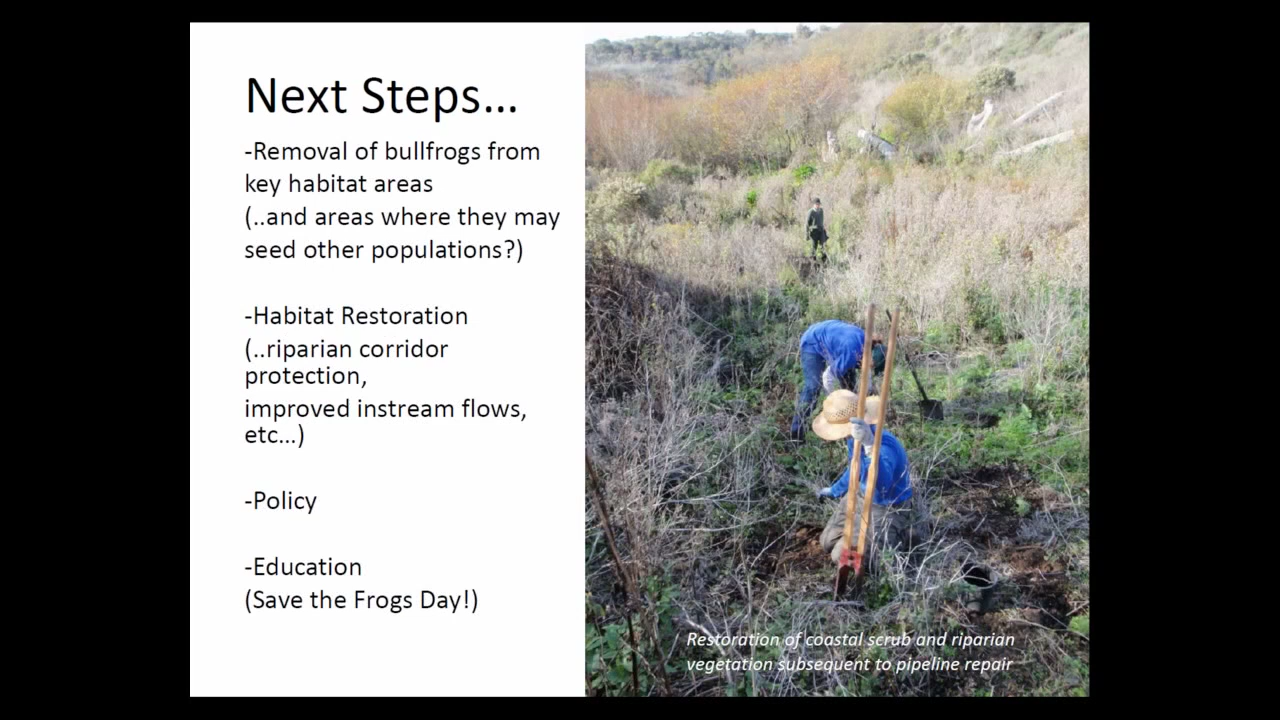 Next Steps...
-Removal of bullfrogs from
key habitat areas
(..and areas where they may
seed other populations?)
-Habitat Restoration
(..riparian corridor
protection,
improved instream flows,
etc...)
-Policy
-Education
(Save the Frogs Day!)
Restoration of coastal scrub and riparian
vegetation subsequent to pipeline repair